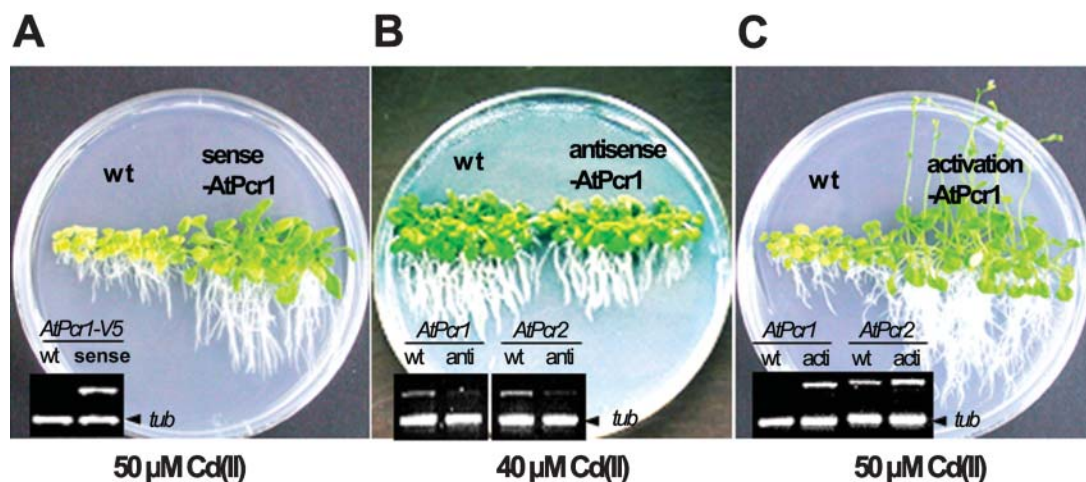 A
wt
sense
-AtPcr1
AtPcr1-V5
wt sense
tub
50 µM Cd(II)
B
wt
antisense
-AtPcr1
AtPcr1 AtPcr2
wt anti wt anti
tub
40 µM Cd(II)
C
wt
activation
-AtPcr1
AtPcr1 AtPcr2
wt acti wt acti
tub
50 µM Cd(II)